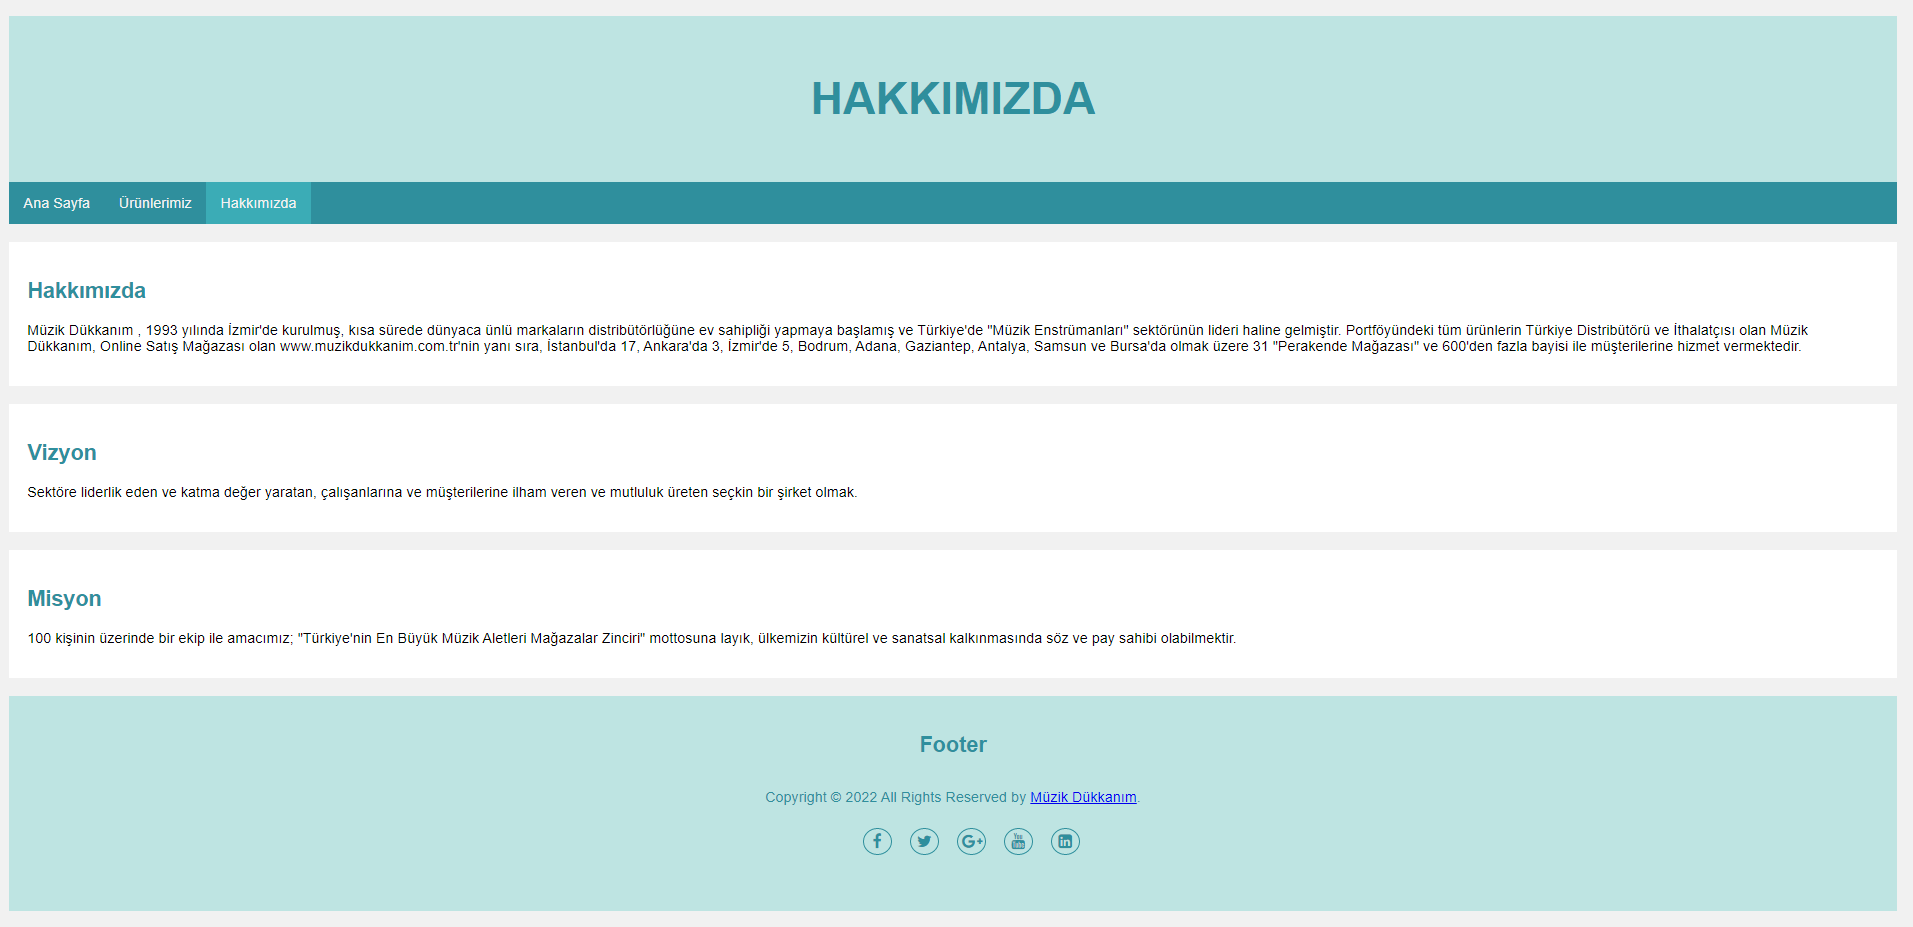 HAKKIMIZDA
Ana Sayfa Ürünlerimiz Hakkımızda
Hakkımızda
Müzik Dükkanım , 1993 yılında İzmir'de kurulmuş, kısa sürede dünyaca ünlü markaların distribütörlüğüne ev sahipliği yapmaya başlamış ve Türkiye'de "Müzik Enstrümanları" sektörünün lideri haline gelmiştir. Portföyündeki tüm ürünlerin Türkiye Distribütörü ve İthalatçısı olan Müzik
Dükkanım, Online Satış Mağazası olan www.muzikdukkanim.com.tr'nin yanı sıra, İstanbul'da 17, Ankara'da 3, İzmir'de 5, Bodrum, Adana, Gaziantep, Antalya, Samsun ve Bursa'da olmak üzere 31 "Perakende Mağazası" ve 600'den fazla bayisi ile müşterilerine hizmet vermektedir.
Vizyon
Sektöre liderlik eden ve katma değer yaratan, çalışanlarına ve müşterilerine ilham veren ve mutluluk üreten seçkin bir şirket olmak.
Misyon
100 kişinin üzerinde bir ekip ile amacımız; "Türkiye'nin En Büyük Müzik Aletleri Mağazalar Zinciri" mottosuna layık, ülkemizin kültürel ve sanatsal kalkınmasında söz ve pay sahibi olabilmektir.
Footer
Copyright © 2022 All Rights Reserved by Müzik Dükkanım.
f G+ You Tube in